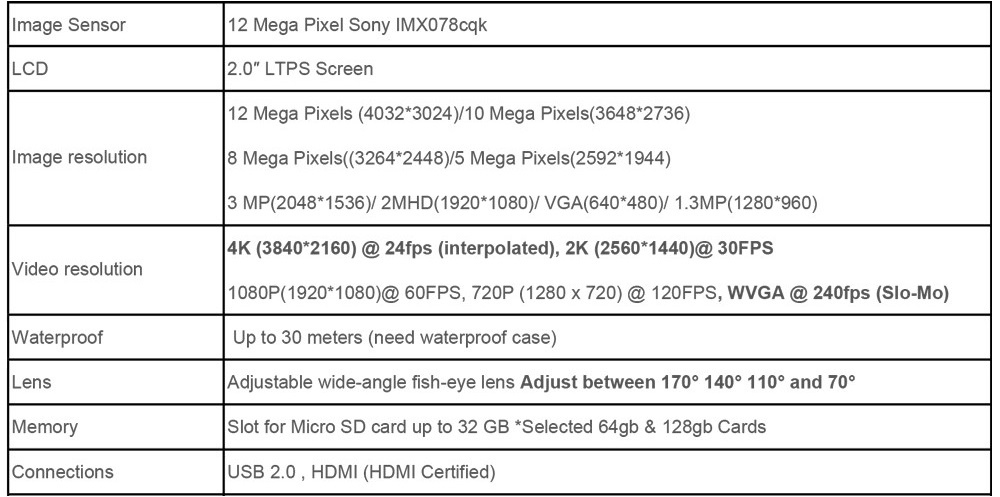 Image Sensor
12 Mega Pixel Sony IMX078cqk
LCD
2.0″ LTPS Screen
Image resolution
12 Mega Pixels (4032*3024)/10 Mega Pixels(3648*2736)
8 Mega Pixels((3264*2448)/5 Mega Pixels(2592*1944)
3 MP(2048*1536)/ 2MHD(1920*1080)/ VGA(640*480)/ 1.3MP(1280*960)
Video resolution
4K (3840*2160) @ 24fps (interpolated), 2K (2560*1440)@ 30FPS
1080P(1920*1080)@ 60FPS, 720P (1280 x 720) @ 120FPS, WVGA @ 240fps (Slo-Mo)
Waterproof
Up to 30 meters (need waterproof case)
Lens
Adjustable wide-angle fish-eye lens Adjust between 170° 140° 110° and 70°
Memory
Slot for Micro SD card up to 32 GB *Selected 64gb & 128gb Cards
Connections
USB 2.0 , HDMI (HDMI Certified)